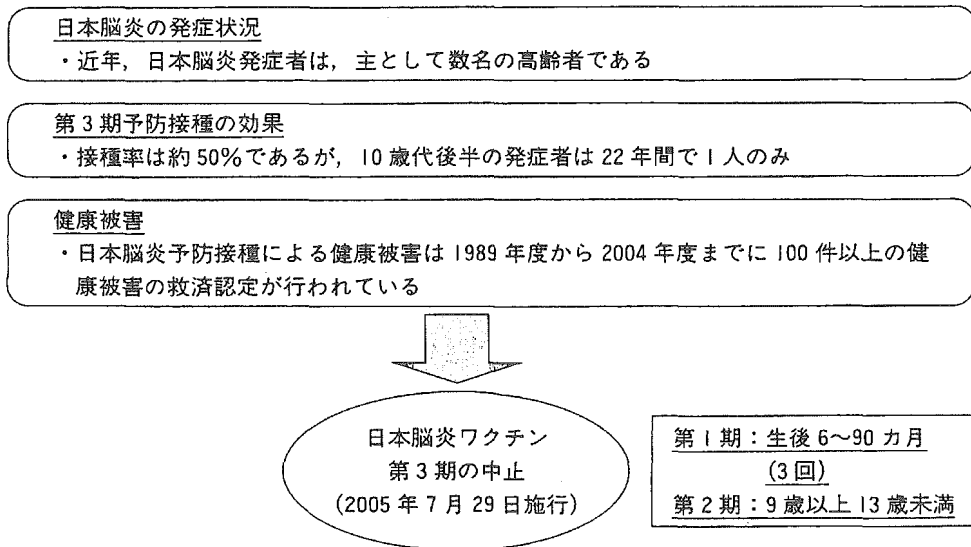 日本脳炎の発症状況
・近年，日本脳炎発症者は，主として数名の高齢者である
第3期予防接種の効果
・接種率は約50%であるが，10歳代後半の発症者は22年間で1人のみ
健康被害
・日本脳炎予防接種による健康被害は1989年度から2004年度までに100件以上の健
康被害の救済認定が行われている
日本脳炎ワクチン
第3期の中止
(2005年7月29日施行)
第1期：生後6〜90カ月
(3回)
第2期：9歳以上13歳未満